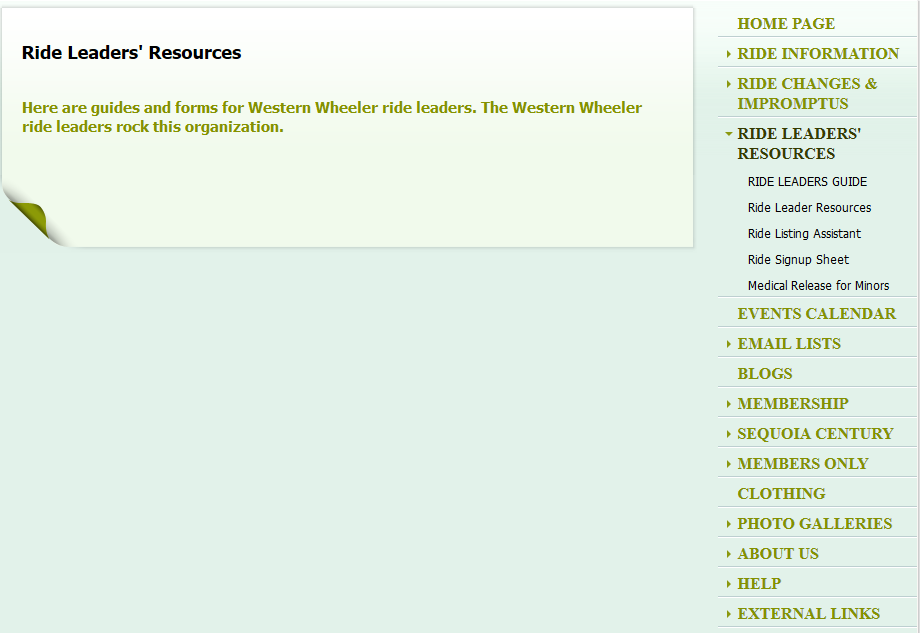 Ride Leaders' Resources
Here are guides and forms for Western Wheeler ride leaders. The Western Wheeler
ride leaders rock this organization.
HOME PAGE
RIDE INFORMATION
RIDE CHANGES &
IMPROMPTUS
RIDE LEADERS'
RESOURCES
RIDE LEADERS GUIDE
Ride Leader Resources
Ride Listing Assistant
Ride Signup Sheet
Medical Release for Minors
EVENTS CALENDAR
EMAIL LISTS
BLOGS
MEMBERSHIP
SEQUOIA CENTURY
MEMBERS ONLY
CLOTHING
PHOTO GALLERIES
ABOUT US
HELP
EXTERNAL LINKS